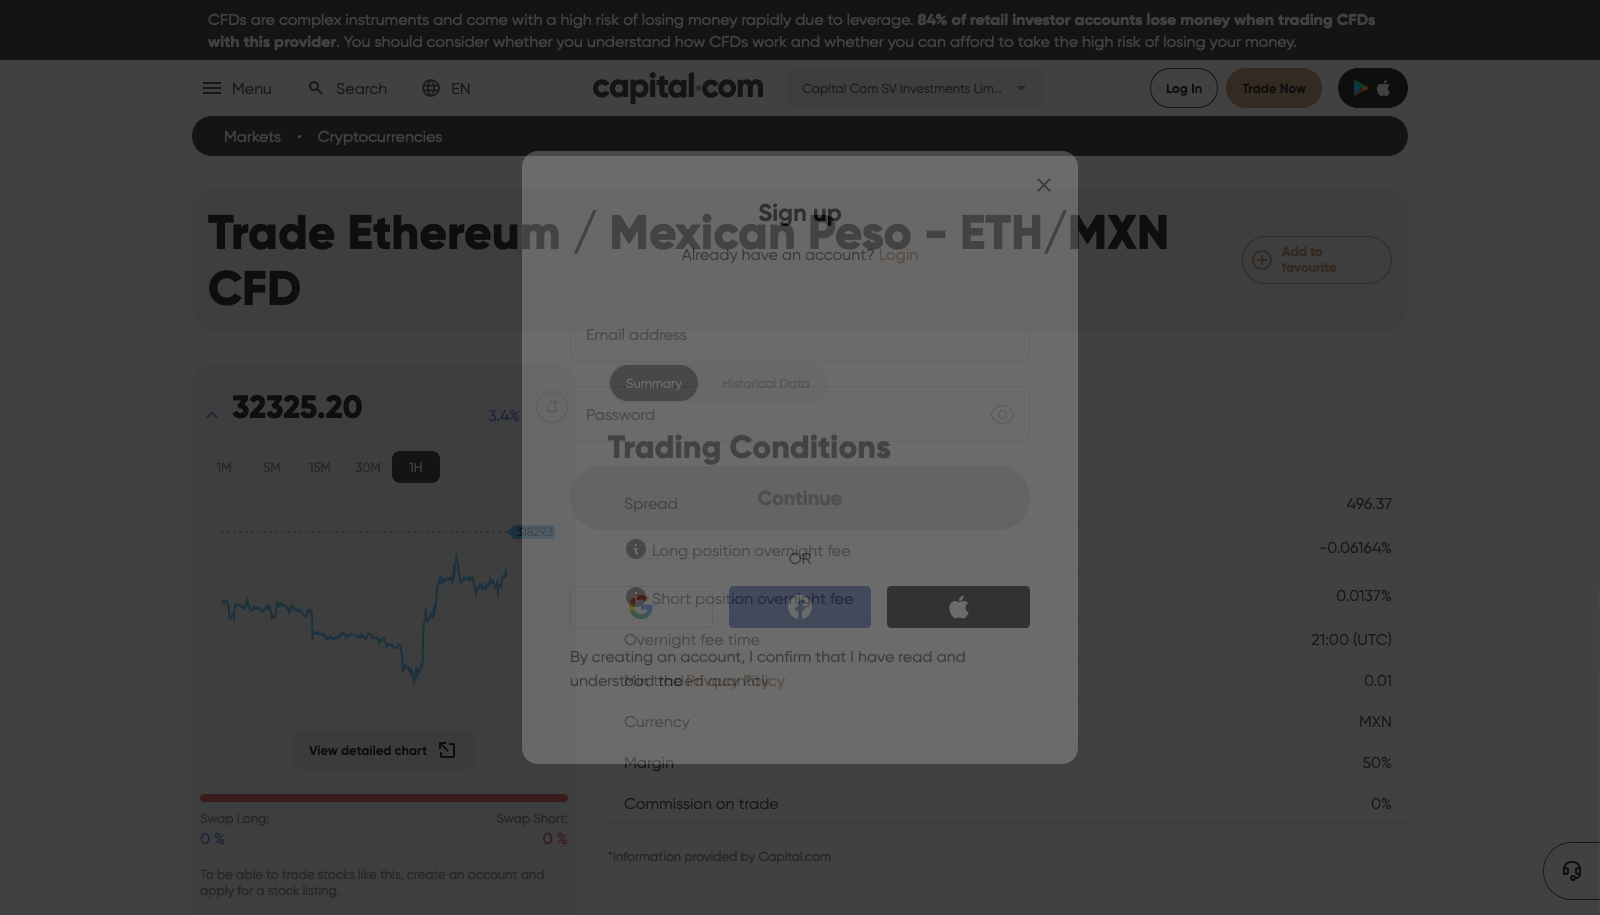 CFDs are complex instruments and come with a high risk of losing money rapidly due to leverage. 84% of retail investor accounts lose money when trading CFDs
with this provider. You should consider whether you understand how CFDs work and whether you can afford to take the high risk of losing your money.
Menu
Search
EN
capital.com
Capital Com SV Investments Lim...
Log In
Trade Now
Markets • Cryptocurrencies
Trade Ethereum / Mexican Peso - ETH/MXN
CFD
Add to
favourite
Sign up
Already have an account? Login
Email address
Password
Continue
OR
By creating an account, I confirm that I have read and
understood the Privacy Policy
32325.20
3.4%
1M 5M 15M 30M 1H
31829.3
View detailed chart
Swap Long:
0 %
Swap Short:
0 %
To be able to trade stocks like this, create an account and
apply for a stock listing.
Summary
Historical Data
Trading Conditions
Spread 496.37
Long position overnight fee -0.06164%
Short position overnight fee 0.0137%
Overnight fee time 21:00 (UTC)
Min traded quantity 0.01
Currency MXN
Margin 50%
Commission on trade 0%
*Information provided by Capital.com